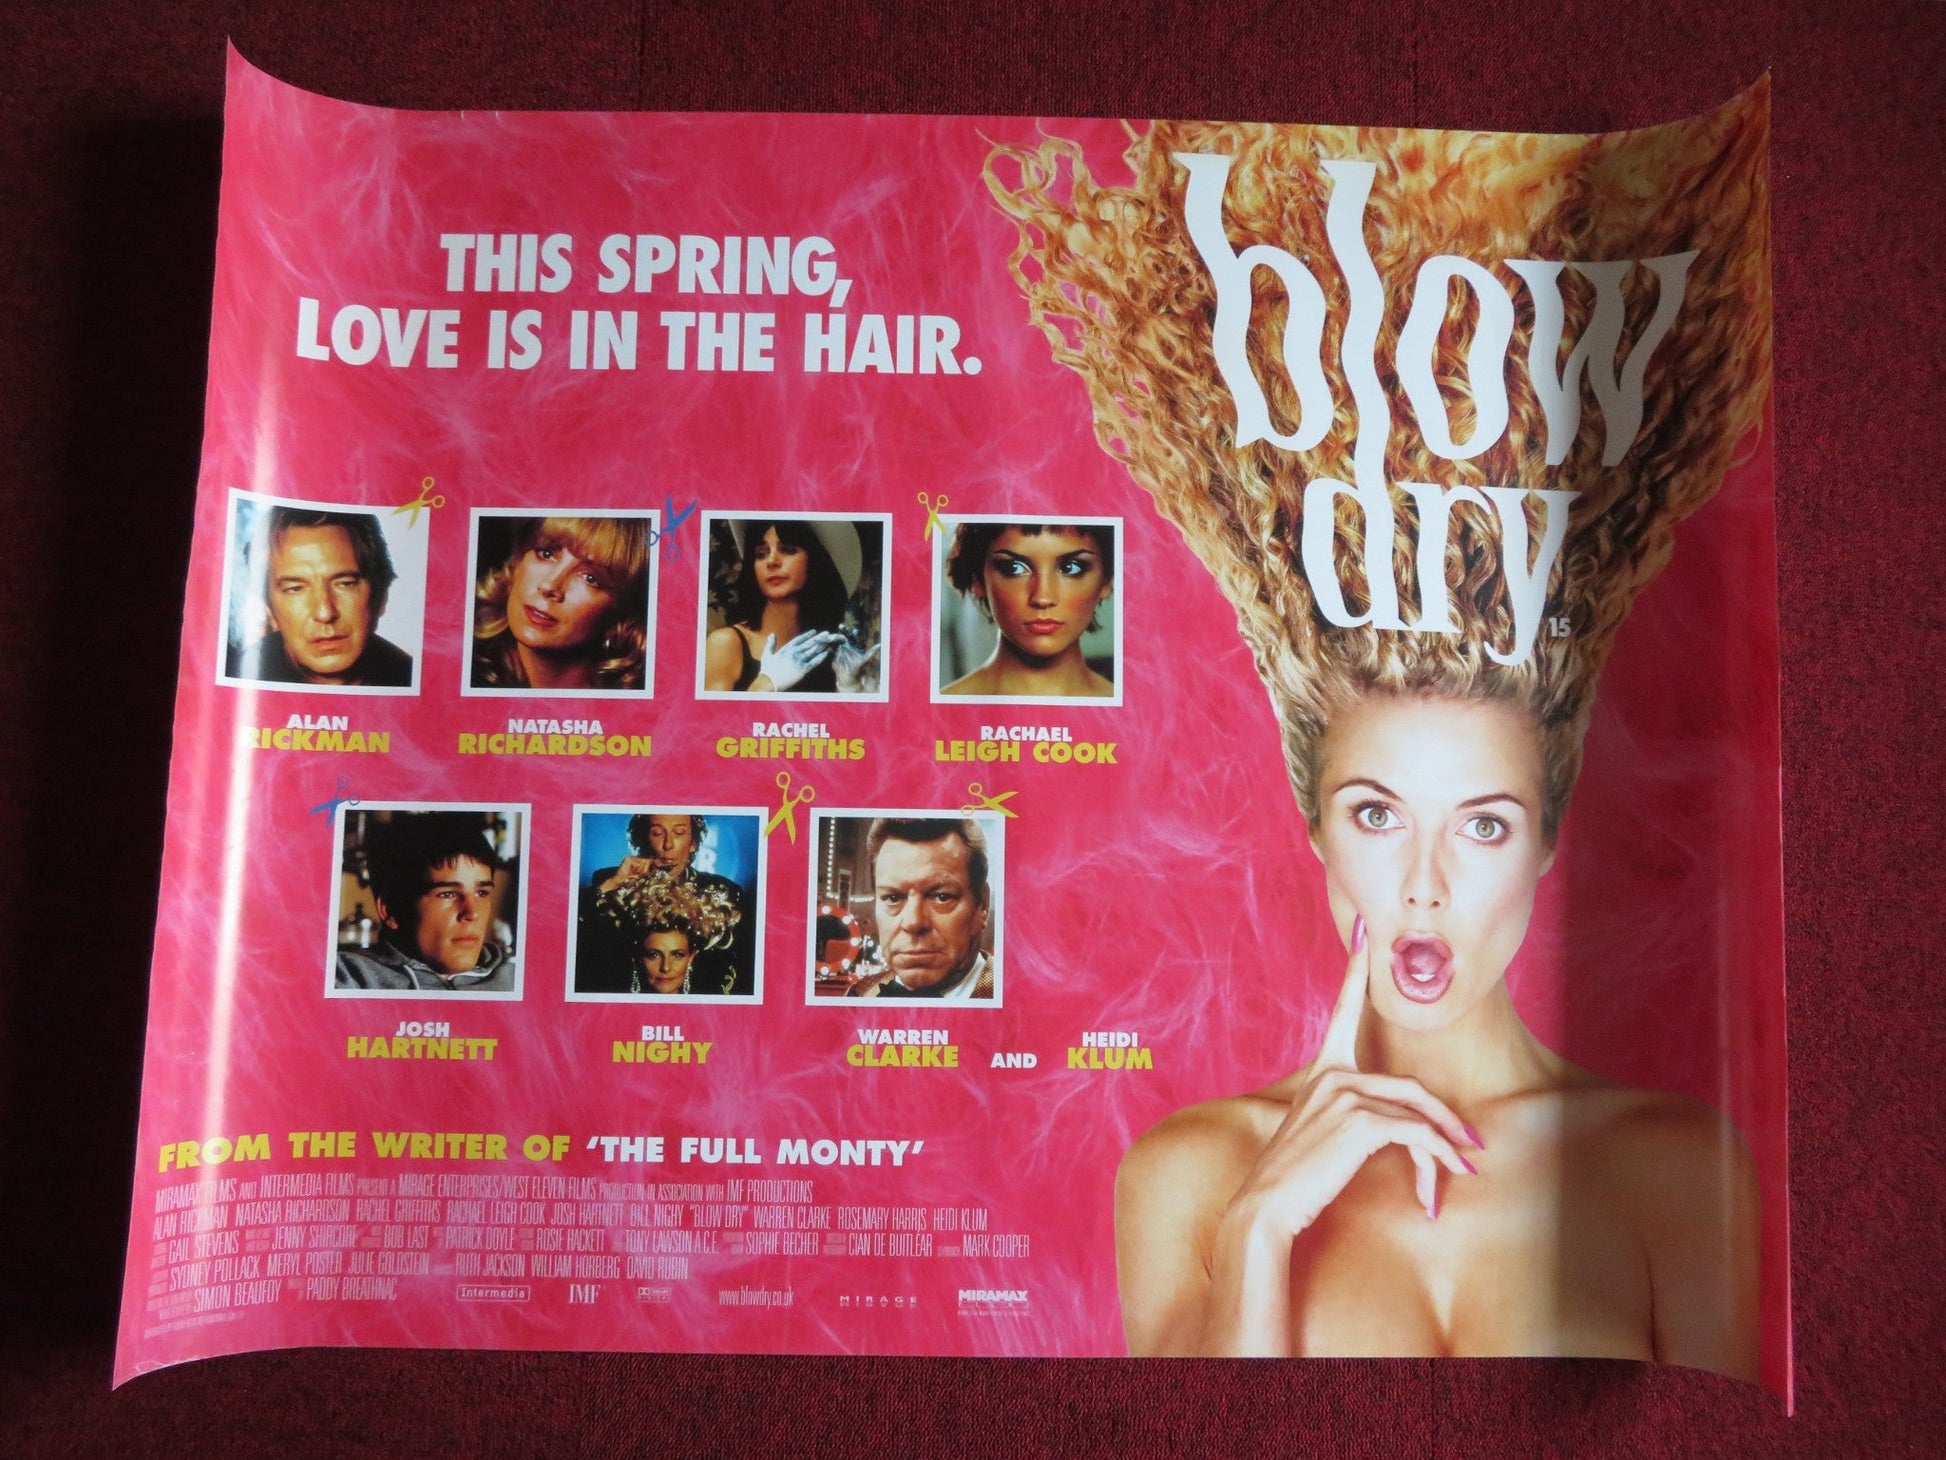 THIS SPRING,
LOVE IS IN THE HAIR.
blow
dry
15
ALAN
RICKMAN
NATASHA
RICHARDSON
RACHEL
GRIFFITHS
RACHAEL
LEIGH COOK
JOSH
HARTNETT
BILL
NIGHY
WARREN
CLARKE
AND
HEIDI
KLUM
FROM THE WRITER OF 'THE FULL MONTY'
MIRAMAX FILMS AND INTERMEDIA FILMS PRESENT A MIRAGE ENTERPRISES/WEST ELEVEN FILMS PRODUCTION IN ASSOCIATION WITH IMF PRODUCTIONS
ALAN RICKMAN NATASHA RICHARDSON RACHEL GRIFFITHS RACHAEL LEIGH COOK JOSH HARTNETT BILL NIGHY "BLOW DRY" WARREN CLARKE ROSEMARY HARRIS HEIDI KLUM
GAIL STEVENS JENNY SHIRCORE BOB LAST PATRICK DOYLE ROSIE HACKETT TONY LAWSON A.C.E. SOPHIE BECHER CIAN DE BUITLÉAR MARK COOPER
SYDNEY POLLACK MERYL POSTER JULIE GOLDSTEIN RUTH JACKSON WILLIAM HORBERG DAVID RUBIN
SIMON BEAUFOY PADDY BREATHNAC
Intermedia
IMF
DIGITAL
www.blowdry.co.uk
MIRAGE
MIRAMAX